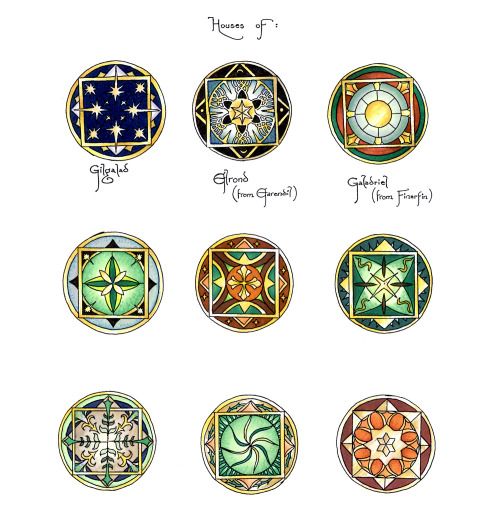 Houses of :
Gilgalad
Elrond
(from Earendil)
Galadriel
(from Finarfin)